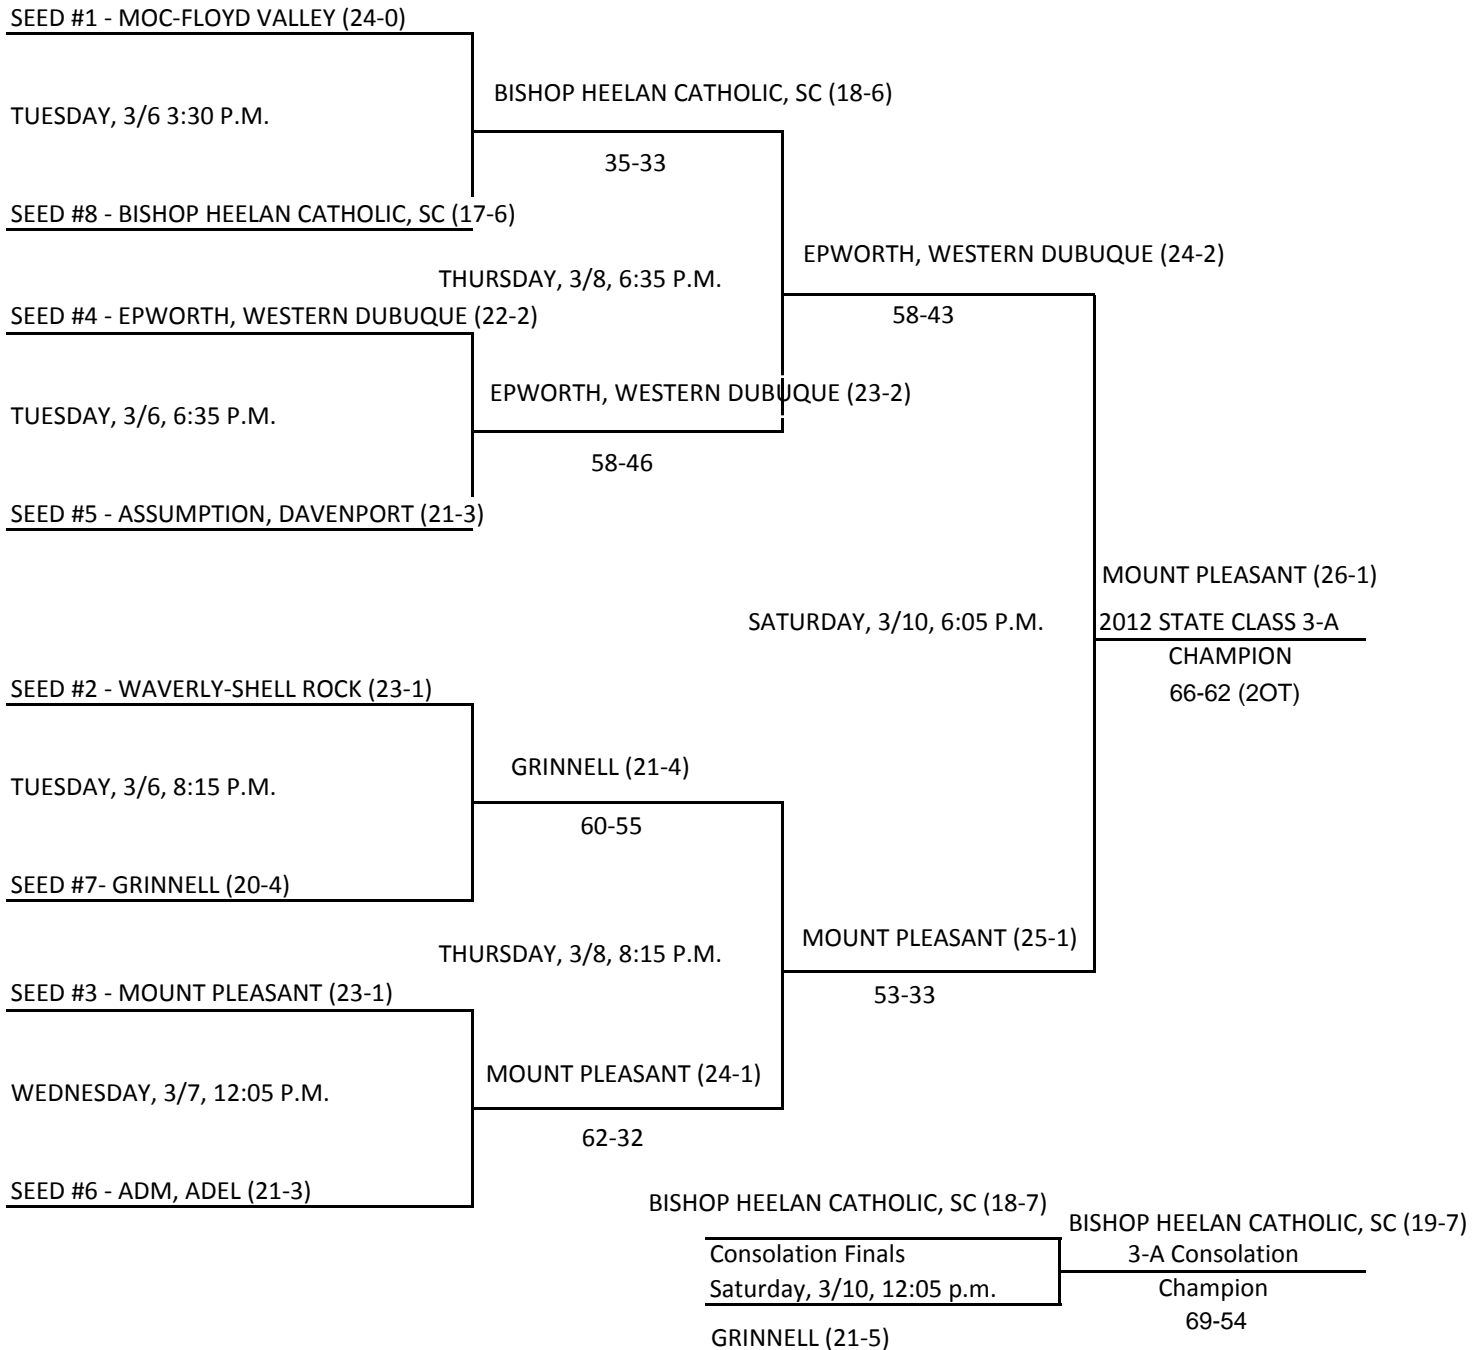 SEED #1 - MOC-FLOYD VALLEY (24-0)
BISHOP HEELAN CATHOLIC, SC (18-6)
TUESDAY, 3/6 3:30 P.M.
35-33
SEED #8 - BISHOP HEELAN CATHOLIC, SC (17-6)
EPWORTH, WESTERN DUBUQUE (24-2)
THURSDAY, 3/8, 6:35 P.M.
SEED #4 - EPWORTH, WESTERN DUBUQUE (22-2)
58-43
EPWORTH, WESTERN DUBUQUE (23-2)
TUESDAY, 3/6, 6:35 P.M.
58-46
SEED #5 - ASSUMPTION, DAVENPORT (21-3)
MOUNT PLEASANT (26-1)
SATURDAY, 3/10, 6:05 P.M.
2012 STATE CLASS 3-A
CHAMPION
66-62 (2OT)
SEED #2 - WAVERLY-SHELL ROCK (23-1)
GRINNELL (21-4)
TUESDAY, 3/6, 8:15 P.M.
60-55
SEED #7- GRINNELL (20-4)
MOUNT PLEASANT (25-1)
THURSDAY, 3/8, 8:15 P.M.
SEED #3 - MOUNT PLEASANT (23-1)
53-33
MOUNT PLEASANT (24-1)
WEDNESDAY, 3/7, 12:05 P.M.
62-32
SEED #6 - ADM, ADEL (21-3)
BISHOP HEELAN CATHOLIC, SC (18-7)
BISHOP HEELAN CATHOLIC, SC (19-7)
Consolation Finals
3-A Consolation
Saturday, 3/10, 12:05 p.m.
Champion
69-54
GRINNELL (21-5)